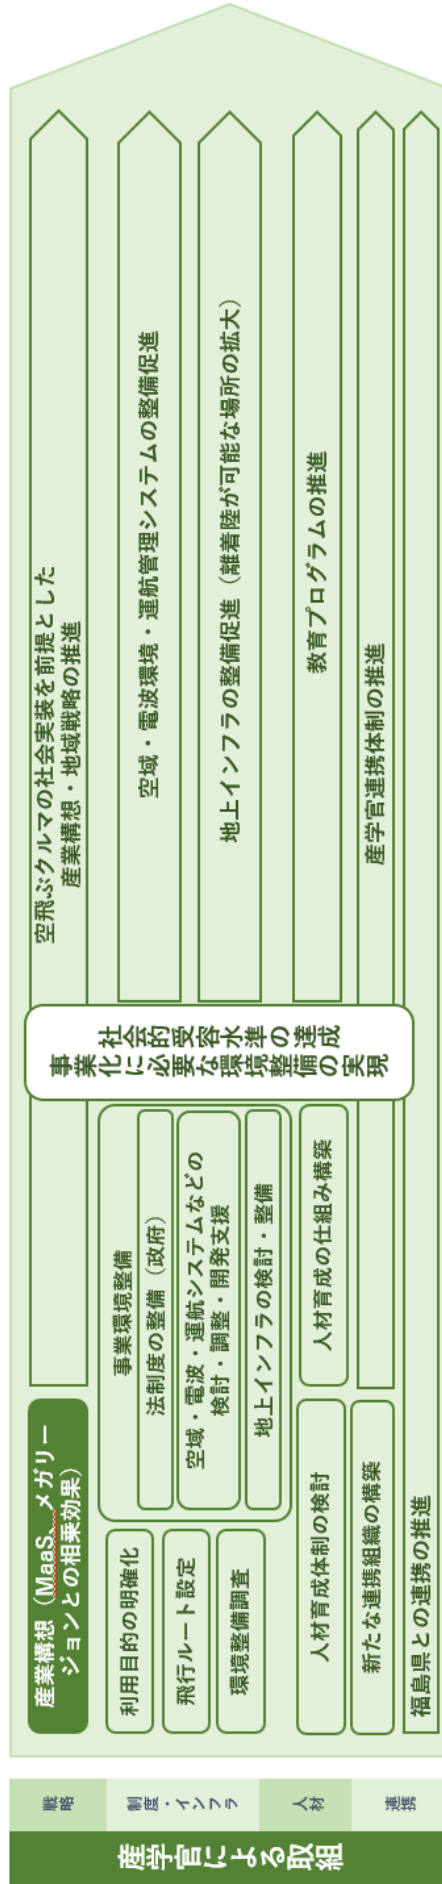 産学官による取組
戦略
制度・インフラ
人材
連携
産業構想（MaaS、メガリー
ジョンとの相乗効果）
空飛ぶクルマの社会実装を前提とした
産業構想・地域戦略の推進
利用目的の明確化
飛行ルート設定
環境整備調査
事業環境整備
法制度の整備（政府）
空域・電波・運航システムなどの
検討・調整・開発支援
地上インフラの検討・整備
社会的受容水準の達成
事業化に必要な環境整備の実現
空域・電波環境・運航管理システムの整備促進
地上インフラの整備促進（離着陸が可能な場所の拡大）
人材育成体制の検討
人材育成の仕組み構築
教育プログラムの推進
新たな連携組織の構築
産学官連携体制の推進
福島県との連携の推進